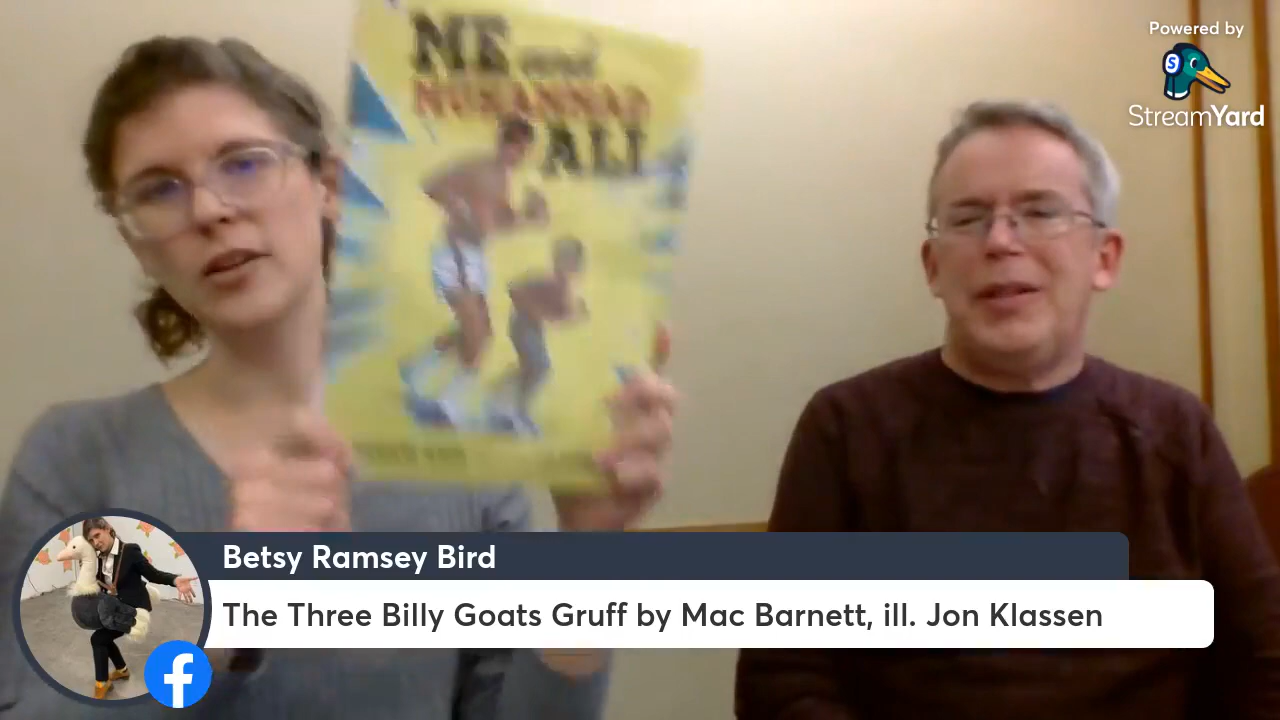 ME and
MUHAMMAD
ALI
Powered by
StreamYard
Betsy Ramsey Bird
The Three Billy Goats Gruff by Mac Barnett, ill. Jon Klassen